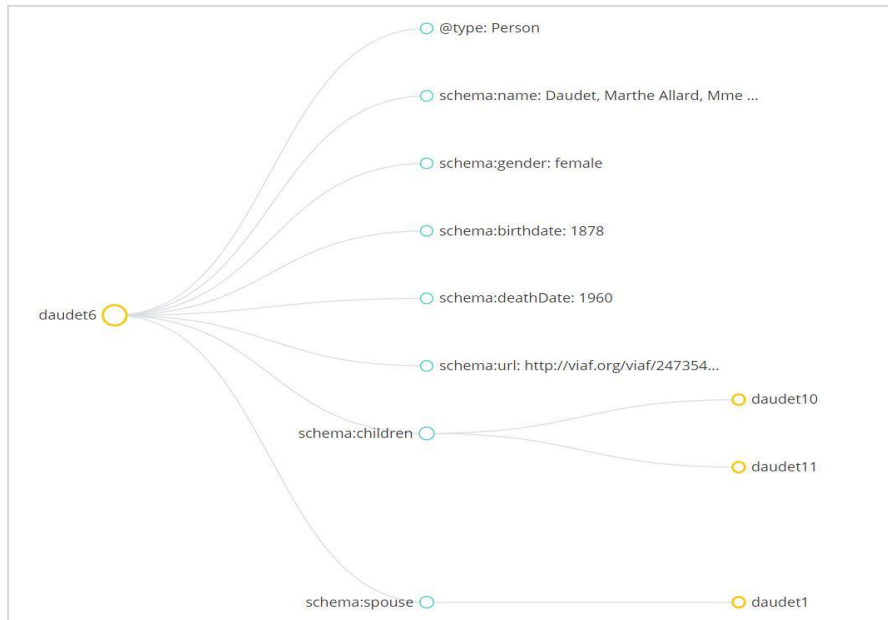 @type: Person
schema:name: Daudet, Marthe Allard, Mme ...
schema:gender: female
schema:birthdate: 1878
schema:deathDate: 1960
daudet6
schema:url: http://viaf.org/viaf/247354...
daudet10
schema:children
daudet11
schema:spouse
daudet1